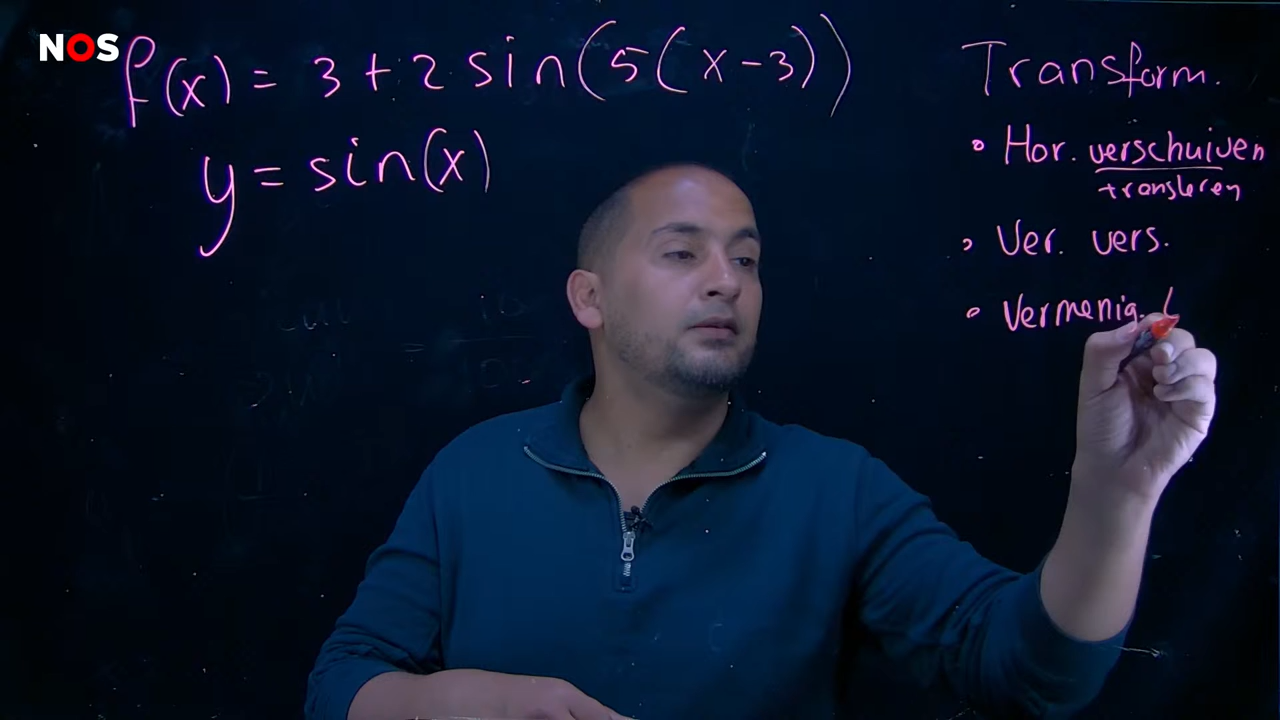 NOS
f(x) = 3 + 2 sin(5(x-3))
y = sin(x)
Transform.
• Hor. verschuiven
transleren
• Ver. vers.
• Vermenig. (